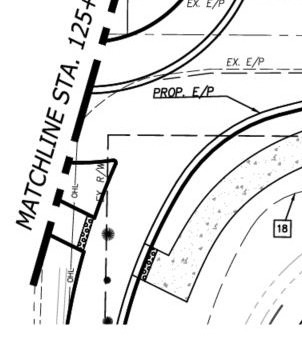 EX. E/P
MATCHLINE STA. 125+
EX. E/P
PROP. E/P
EX. R/W
OHL
OHL
18